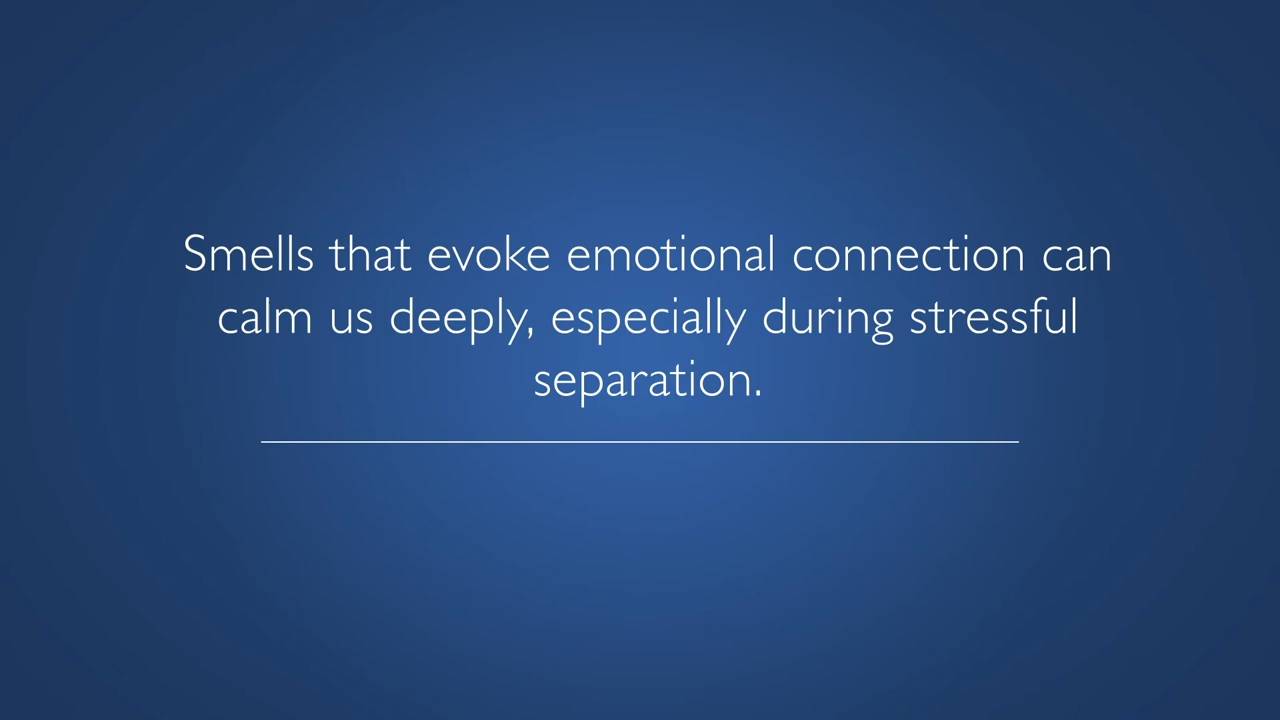 Smells that evoke emotional connection can
calm us deeply, especially during stressful
separation.